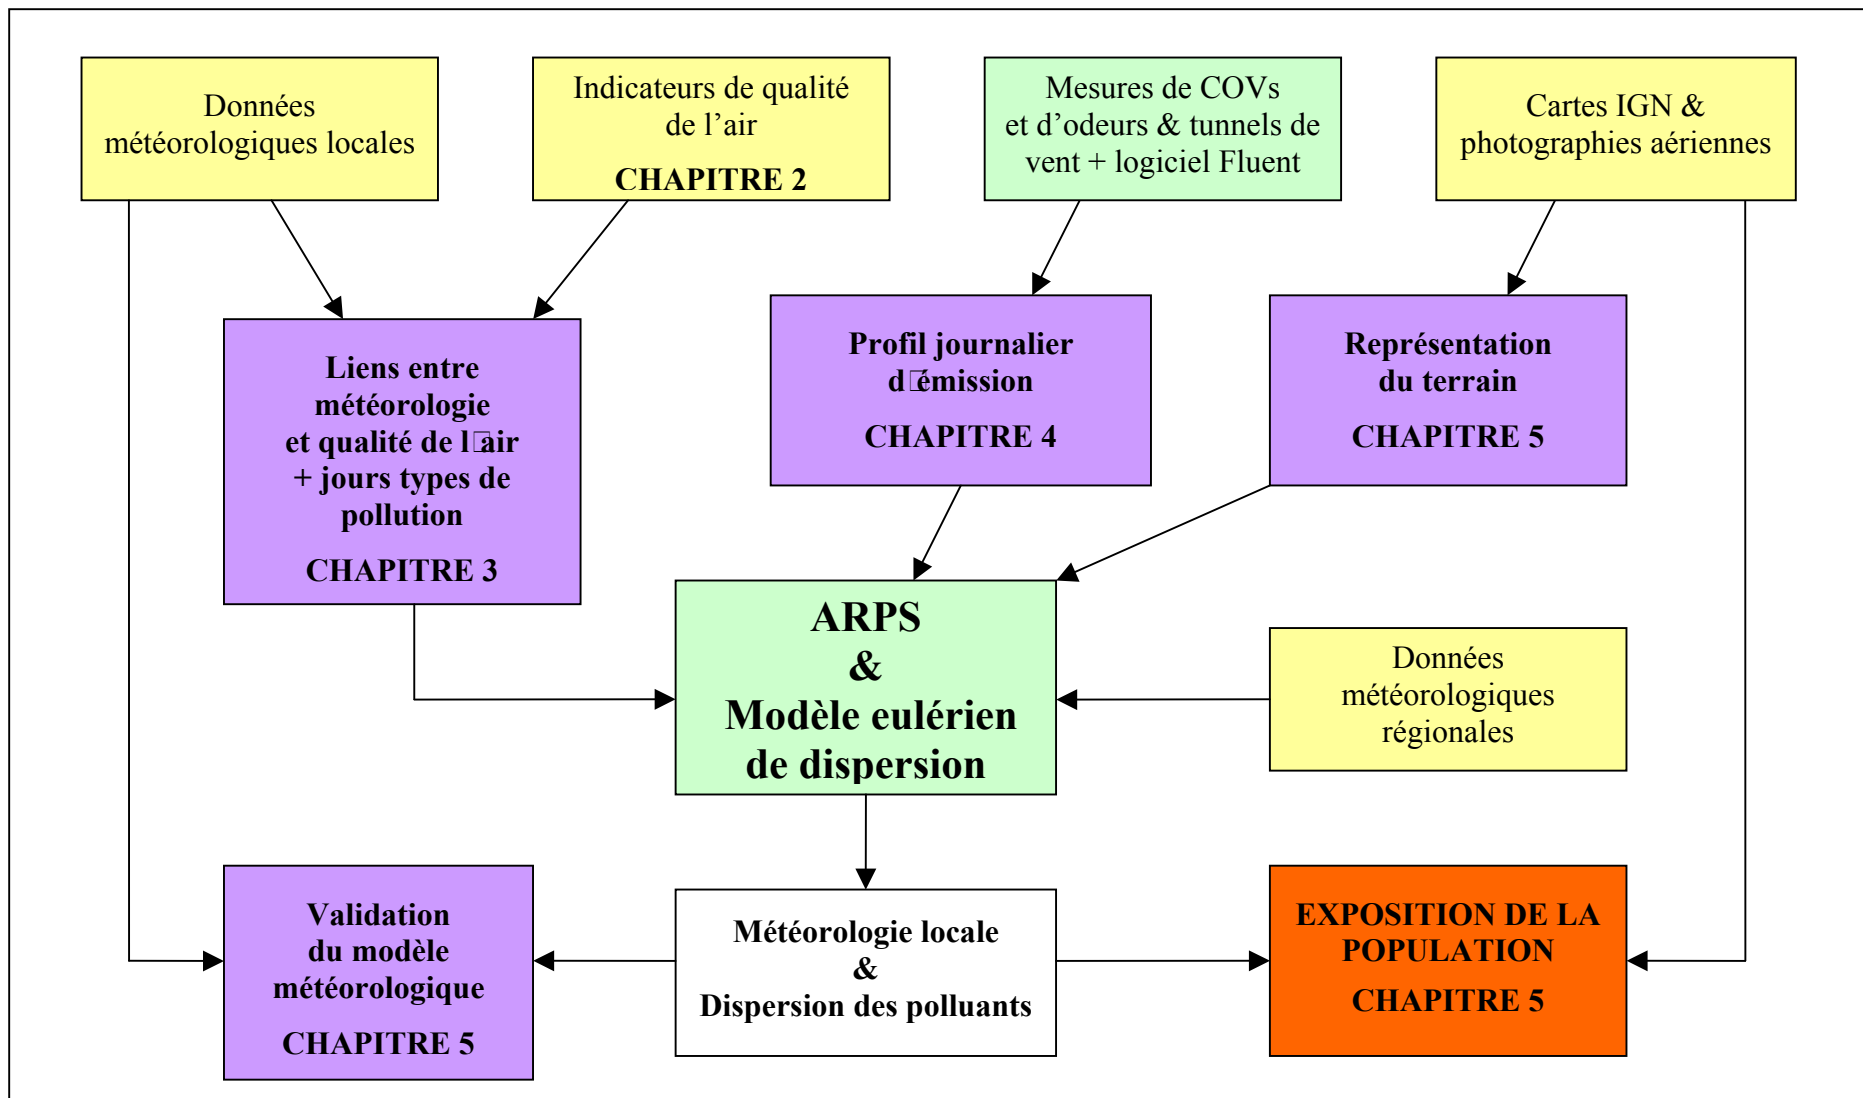 Données
météorologiques locales
Indicateurs de qualité
de l’air
CHAPITRE 2
Mesures de COVs
et d’odeurs & tunnels de
vent + logiciel Fluent
Cartes IGN &
photographies aériennes
Liens entre
météorologie
et qualité de l□air
+ jours types de
pollution
CHAPITRE 3
Profil journalier
d□émission
CHAPITRE 4
Représentation
du terrain
CHAPITRE 5
ARPS
&
Modèle eulérien
de dispersion
Données
météorologiques
régionales
Validation
du modèle
météorologique
CHAPITRE 5
Météorologie locale
&
Dispersion des polluants
EXPOSITION DE LA
POPULATION
CHAPITRE 5